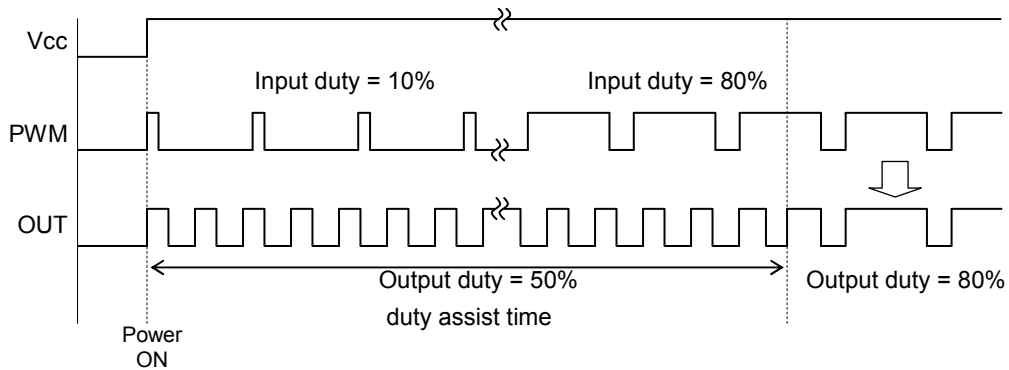 Vcc
Input duty = 10%
Input duty = 80%
PWM
OUT
Output duty = 50%
Output duty = 80%
duty assist time
Power
ON